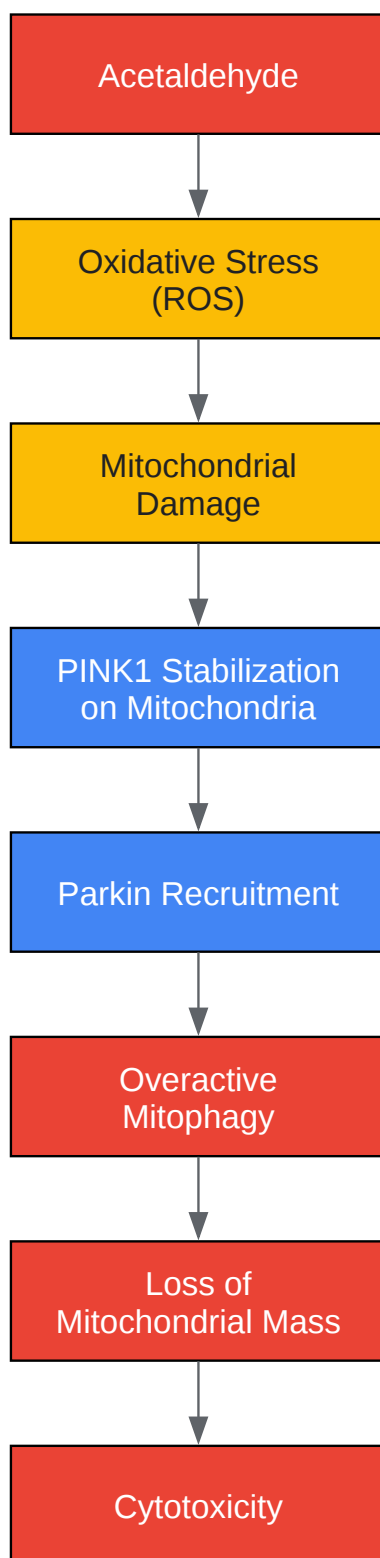 Acetaldehyde
Oxidative Stress
(ROS)
Mitochondrial
Damage
PINK1 Stabilization
on Mitochondria
Parkin Recruitment
Overactive
Mitophagy
Loss of
Mitochondrial Mass
Cytotoxicity